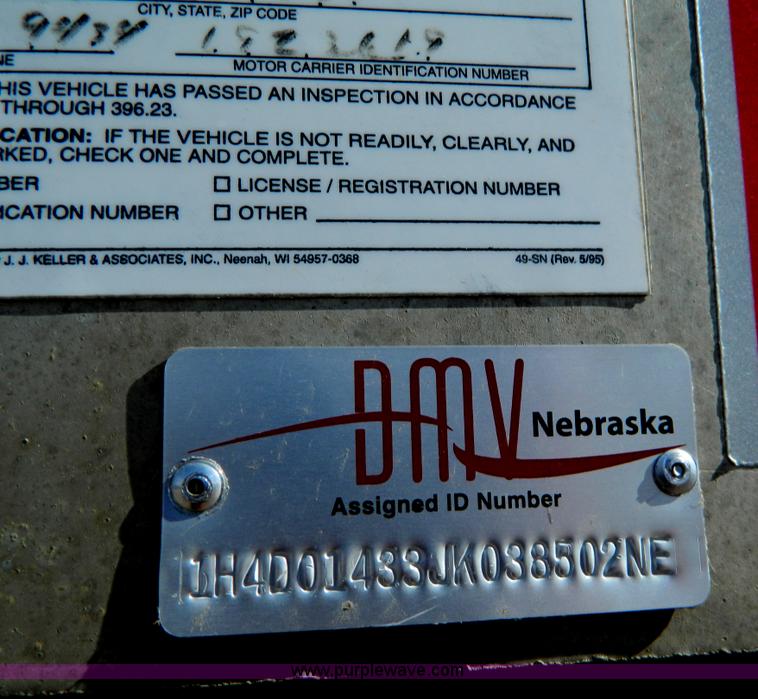 CITY, STATE, ZIP CODE
NE
MOTOR CARRIER IDENTIFICATION NUMBER
HIS VEHICLE HAS PASSED AN INSPECTION IN ACCORDANCE
THROUGH 396.23.
CATION: IF THE VEHICLE IS NOT READILY, CLEARLY, AND
RKED, CHECK ONE AND COMPLETE.
BER ☐ LICENSE / REGISTRATION NUMBER
ICATION NUMBER ☐ OTHER
J. J. KELLER & ASSOCIATES, INC., Neenah, WI 54957-0368 49-SN (Rev. 5/95)
DMV Nebraska
Assigned ID Number
1H4D01433JK038502NE
www.purplewave.com